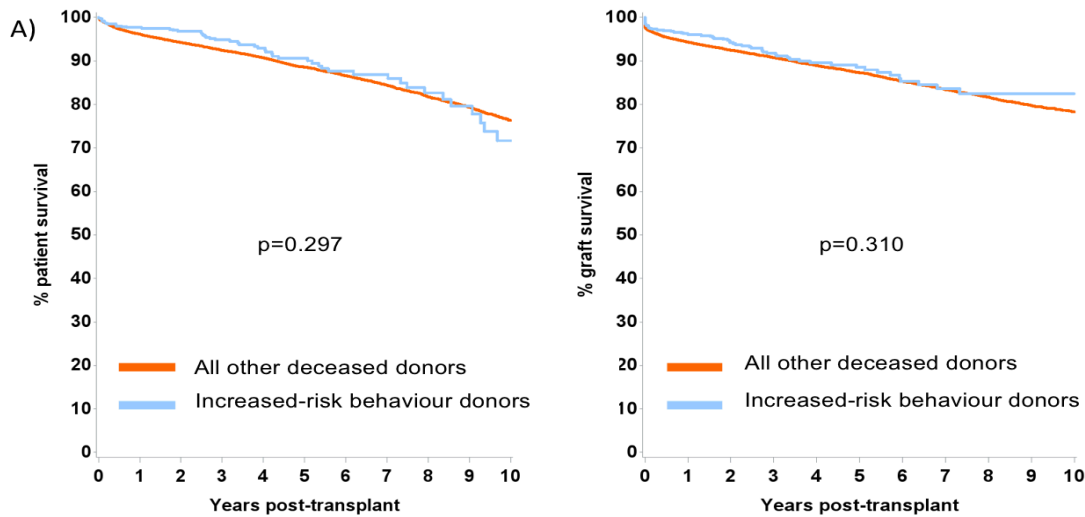 A)
% patient survival
100
90
80
70
60
50
40
30
20
10
0
p=0.297
All other deceased donors
Increased-risk behaviour donors
0 1 2 3 4 5 6 7 8 9 10
Years post-transplant
% graft survival
100
90
80
70
60
50
40
30
20
10
0
p=0.310
All other deceased donors
Increased-risk behaviour donors
0 1 2 3 4 5 6 7 8 9 10
Years post-transplant